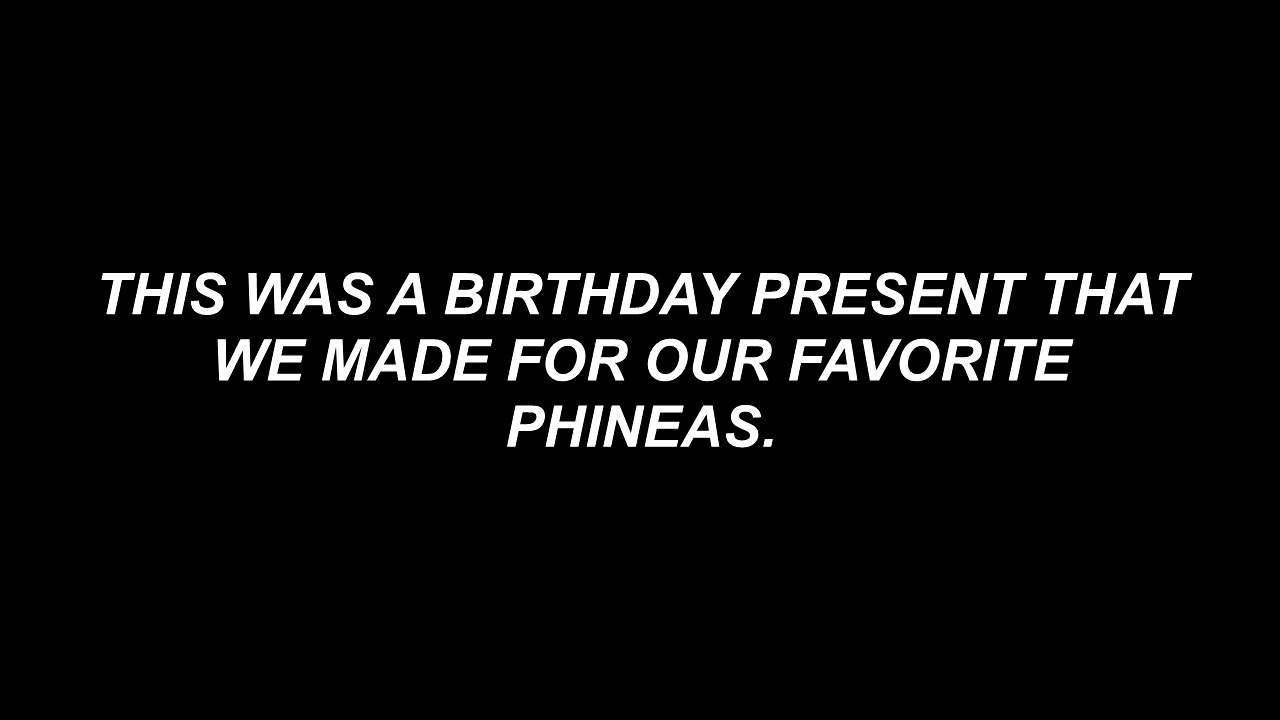 THIS WAS A BIRTHDAY PRESENT THAT
WE MADE FOR OUR FAVORITE
PHINEAS.